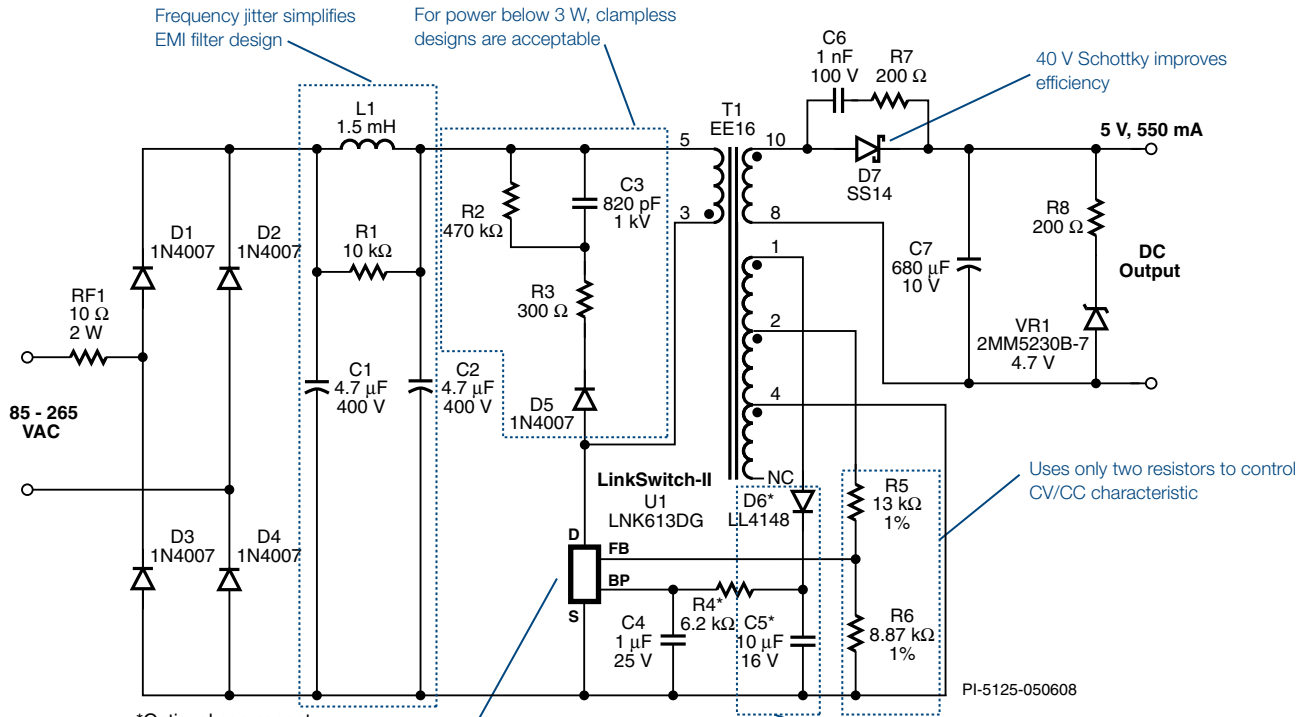 Frequency jitter simplifies
EMI filter design
For power below 3 W, clampless
designs are acceptable
40 V Schottky improves
efficiency
C6
1 nF
100 V
R7
200 Ω
T1
EE16
L1
1.5 mH
5
10
5 V, 550 mA
D7
SS14
C3
820 pF
1 kV
R2
470 kΩ
3
8
R8
200 Ω
D1
1N4007
D2
1N4007
R1
10 kΩ
1
C7
680 μF
10 V
DC
Output
RF1
10 Ω
2 W
R3
300 Ω
2
VR1
2MM5230B-7
4.7 V
C1
4.7 μF
400 V
C2
4.7 μF
400 V
D5
1N4007
4
85 - 265
VAC
NC
LinkSwitch-II
U1
LNK613DG
D6*
LL4148
R5
13 kΩ
1%
Uses only two resistors to control
CV/CC characteristic
D3
1N4007
D4
1N4007
D
FB
BP
S
R4*
6.2 kΩ
C4
1 μF
25 V
C5*
10 μF
16 V
R6
8.87 kΩ
1%
PI-5125-050608